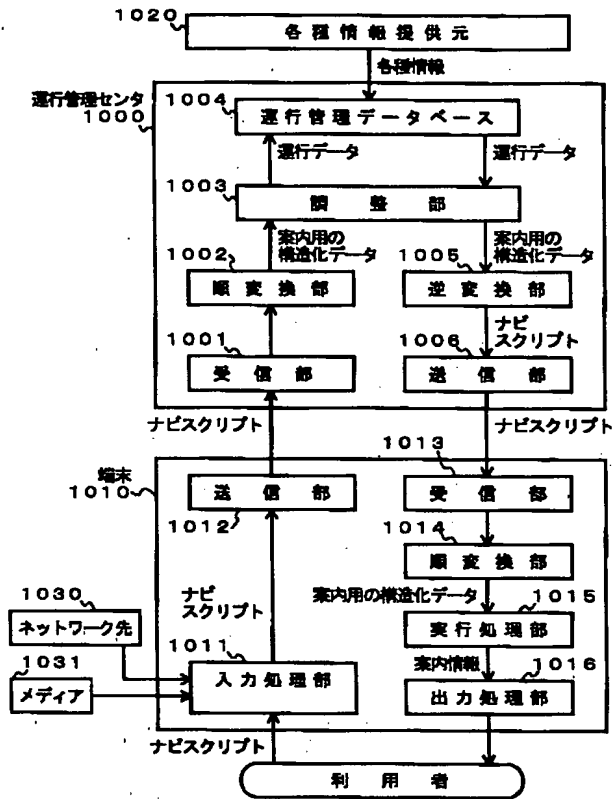 1020
各種情報提供元
各種情報
運行管理センタ
1000
1004
運行管理データベース
運行データ
運行データ
1003
調整部
案内用の
構造化データ
案内用の
構造化データ
1002
順変換部
1005
逆変換部
ナビ
スクリプト
1001
受信部
1006
送信部
ナビスクリプト
ナビスクリプト
端末
1010
送信部
1012
1013
受信部
1014
順変換部
案内用の構造化データ
ナビ
スクリプト
1015
実行処理部
案内情報
1030
ネットワーク先
1031
メディア
1011
入力処理部
1016
出力処理部
ナビスクリプト
利用者